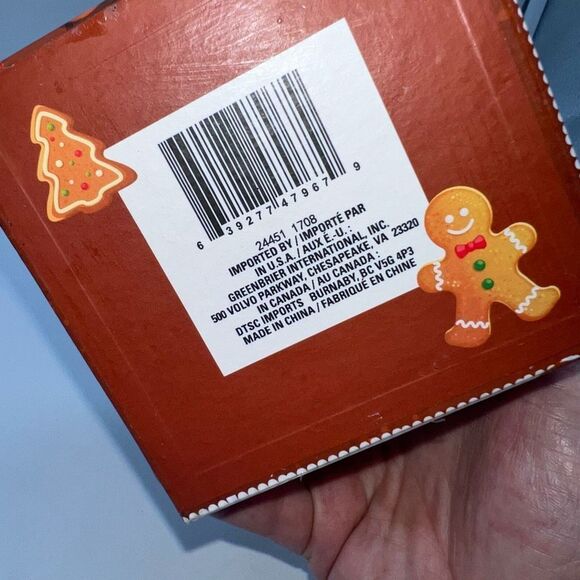 6 39277 47967 9
24451 1708
IMPORTED BY / IMPORTÉ PAR
IN U.S.A. / AUX É.-U. :
GREENBRIER INTERNATIONAL, INC.
500 VOLVO PARKWAY, CHESAPEAKE, VA 23320
IN CANADA / AU CANADA :
DTSC IMPORTS BURNABY, BC V5G 4P3
MADE IN CHINA / FABRIQUÉ EN CHINE